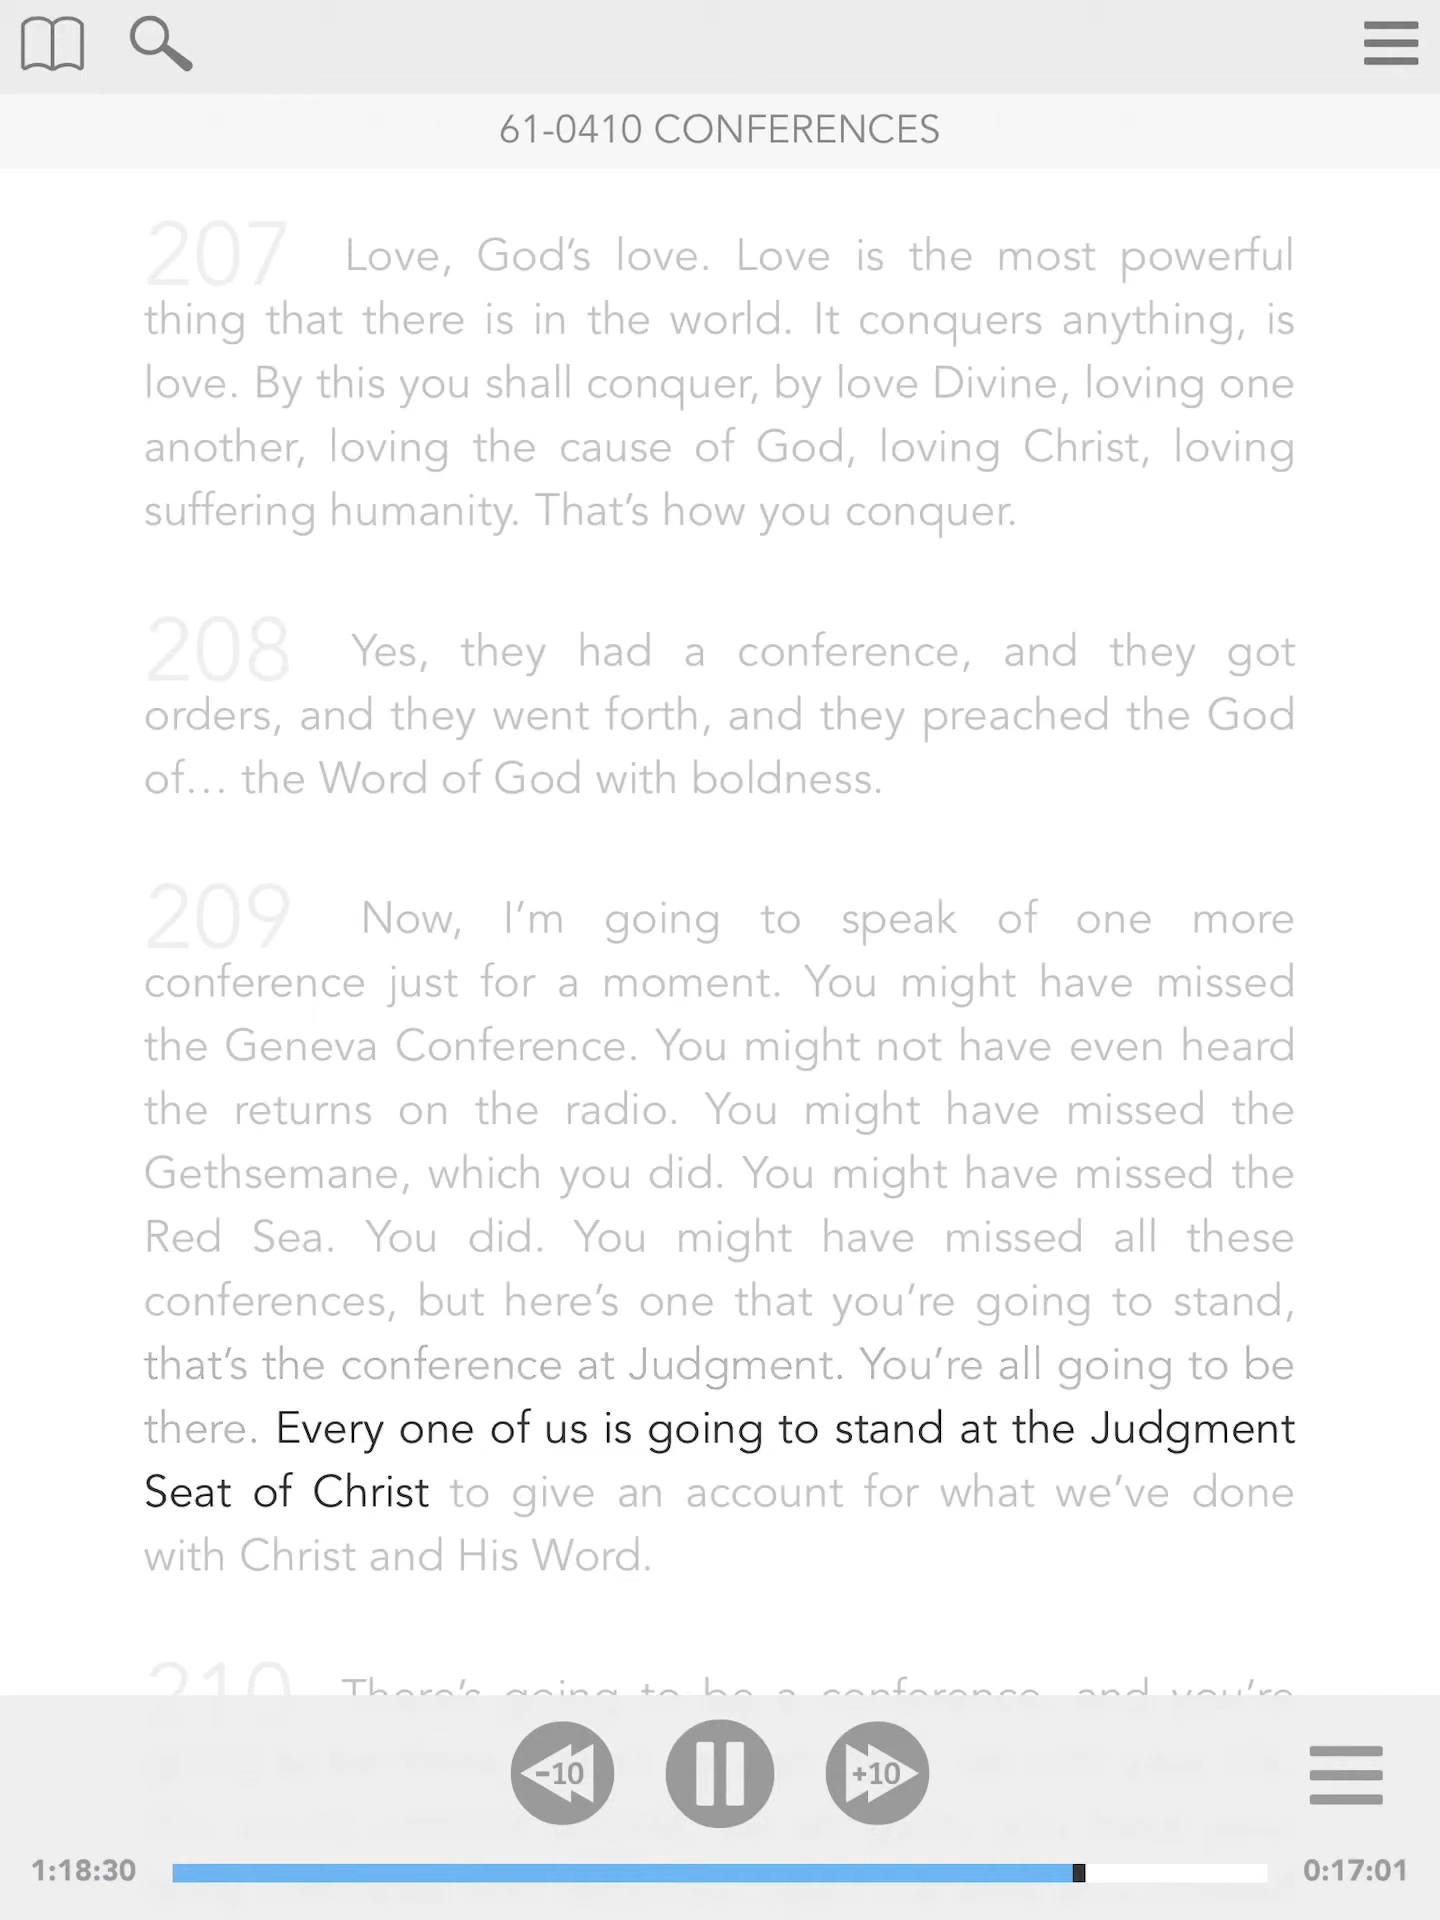 61-0410 CONFERENCES
207 Love, God’s love. Love is the most powerful
thing that there is in the world. It conquers anything, is
love. By this you shall conquer, by love Divine, loving one
another, loving the cause of God, loving Christ, loving
suffering humanity. That’s how you conquer.
208 Yes, they had a conference, and they got
orders, and they went forth, and they preached the God
of… the Word of God with boldness.
209 Now, I’m going to speak of one more
conference just for a moment. You might have missed
the Geneva Conference. You might not have even heard
the returns on the radio. You might have missed the
Gethsemane, which you did. You might have missed the
Red Sea. You did. You might have missed all these
conferences, but here’s one that you’re going to stand,
that’s the conference at Judgment. You’re all going to be
there. Every one of us is going to stand at the Judgment
Seat of Christ to give an account for what we’ve done
with Christ and His Word.
210 There’s going to be a conference, and you’re
-10 +10
1:18:30 0:17:01